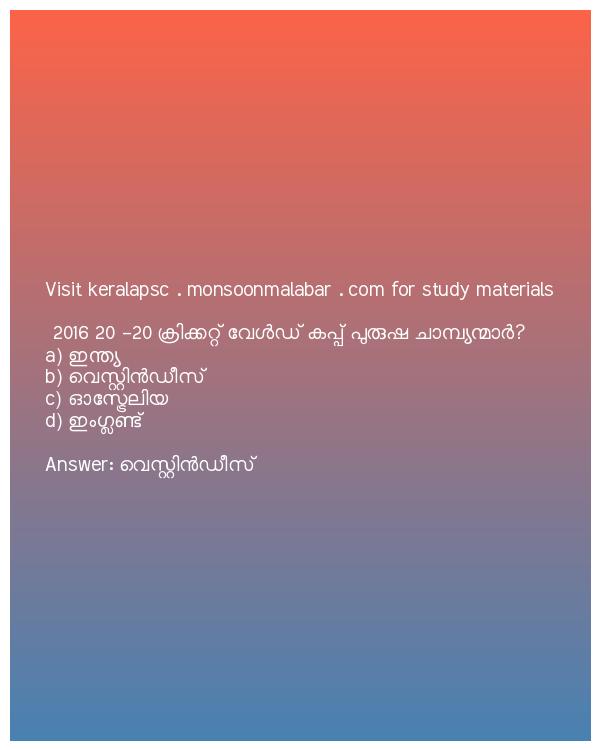 Visit keralapsc . monsoonmalabar . com for study materials
2016 20 -20 ക്രിക്കറ്റ് വേൾഡ് കപ്പ് പുരുഷ ചാമ്പ്യന്മാർ?
a) ഇന്ത്യ
b) വെസ്റ്റിൻഡീസ്
c) ഓസ്ട്രേലിയ
d) ഇംഗ്ലണ്ട്
Answer: വെസ്റ്റിൻഡീസ്